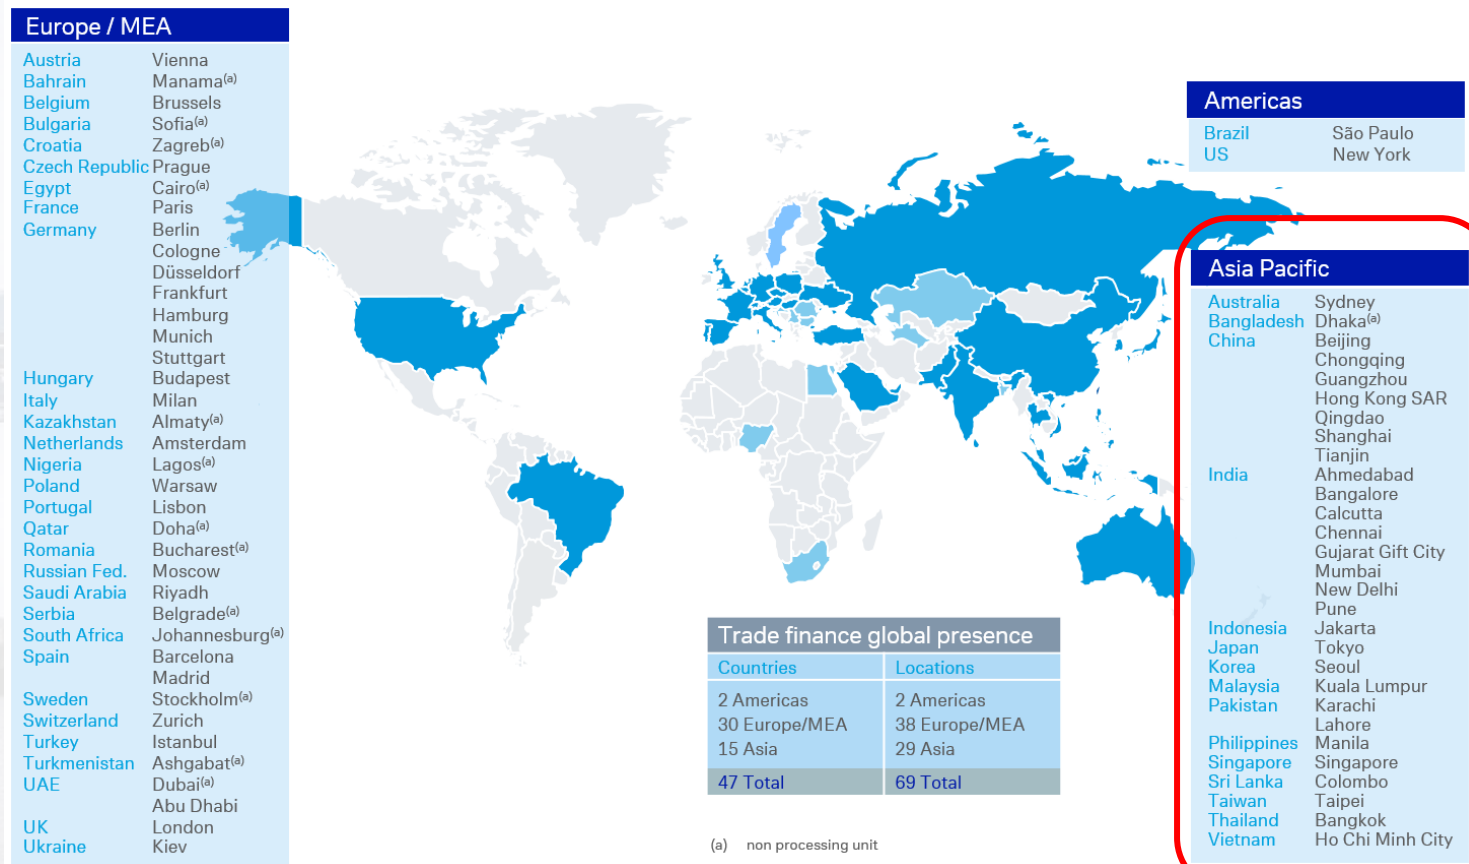 Europe / MEA
Austria Vienna
Bahrain Manama(a)
Belgium Brussels
Bulgaria Sofia(a)
Croatia Zagreb(a)
Czech Republic Prague
Egypt Cairo(a)
France Paris
Germany Berlin
Cologne
Düsseldorf
Frankfurt
Hamburg
Munich
Stuttgart
Hungary Budapest
Italy Milan
Kazakhstan Almaty(a)
Netherlands Amsterdam
Nigeria Lagos(a)
Poland Warsaw
Portugal Lisbon
Qatar Doha(a)
Romania Bucharest(a)
Russian Fed. Moscow
Saudi Arabia Riyadh
Serbia Belgrade(a)
South Africa Johannesburg(a)
Spain Barcelona
Madrid
Sweden Stockholm(a)
Switzerland Zurich
Turkey Istanbul
Turkmenistan Ashgabat(a)
UAE Dubai(a)
Abu Dhabi
UK London
Ukraine Kiev
Americas
Brazil São Paulo
US New York
Asia Pacific
Australia Sydney
Bangladesh Dhaka(a)
China Beijing
Chongqing
Guangzhou
Hong Kong SAR
Qingdao
Shanghai
Tianjin
India Ahmedabad
Bangalore
Calcutta
Chennai
Gujarat Gift City
Mumbai
New Delhi
Pune
Indonesia Jakarta
Japan Tokyo
Korea Seoul
Malaysia Kuala Lumpur
Pakistan Karachi
Lahore
Philippines Manila
Singapore Singapore
Sri Lanka Colombo
Taiwan Taipei
Thailand Bangkok
Vietnam Ho Chi Minh City
Trade finance global presence
Countries Locations
2 Americas 2 Americas
30 Europe/MEA 38 Europe/MEA
15 Asia 29 Asia
47 Total 69 Total
(a) non processing unit